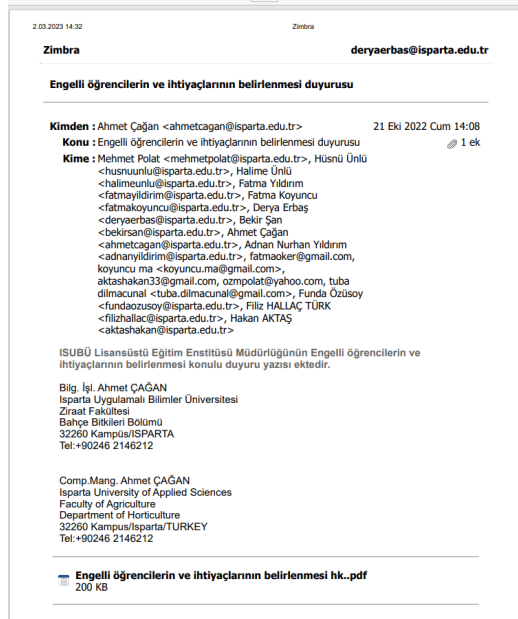 2.03.2023 14:32 Zimbra
Zimbra deryaerbas@isparta.edu.tr
Engelli öğrencilerin ve ihtiyaçlarının belirlenmesi duyurusu
Kimden : Ahmet Çağan <ahmetcagan@isparta.edu.tr> 21 Eki 2022 Cum 14:08
Konu : Engelli öğrencilerin ve ihtiyaçlarının belirlenmesi duyurusu 1 ek
Kime : Mehmet Polat <mehmetpolat@isparta.edu.tr>, Hüsnü Ünlü
<husnuunlu@isparta.edu.tr>, Halime Ünlü
<halimeunlu@isparta.edu.tr>, Fatma Yıldırım
<fatmayildirim@isparta.edu.tr>, Fatma Koyuncu
<fatmakoyuncu@isparta.edu.tr>, Derya Erbaş
<deryaerbas@isparta.edu.tr>, Bekir Şan
<bekirsan@isparta.edu.tr>, Ahmet Çağan
<ahmetcagan@isparta.edu.tr>, Adnan Nurhan Yıldırım
<adnanyildirim@isparta.edu.tr>, fatmaoker@gmail.com,
koyuncu ma <koyuncu.ma@gmail.com>,
aktashakan33@gmail.com, ozmpolat@yahoo.com, tuba
dilmacunal <tuba.dilmacunal@gmail.com>, Funda Özüsoy
<fundaozusoy@isparta.edu.tr>, Filiz HALLAÇ TÜRK
<filizhallac@isparta.edu.tr>, Hakan AKTAŞ
<aktashakan@isparta.edu.tr>
ISUBÜ Lisansüstü Eğitim Enstitüsü Müdürlüğünün Engelli öğrencilerin ve
ihtiyaçlarının belirlenmesi konulu duyuru yazısı ektedir.
Bilg. İşl. Ahmet ÇAĞAN
Isparta Uygulamalı Bilimler Üniversitesi
Ziraat Fakültesi
Bahçe Bitkileri Bölümü
32260 Kampüs/ISPARTA
Tel:+90246 2146212
Comp.Mang. Ahmet ÇAĞAN
Isparta University of Applied Sciences
Faculty of Agriculture
Department of Horticulture
32260 Kampus/Isparta/TURKEY
Tel:+90246 2146212
Engelli öğrencilerin ve ihtiyaçlarının belirlenmesi hk..pdf
200 KB